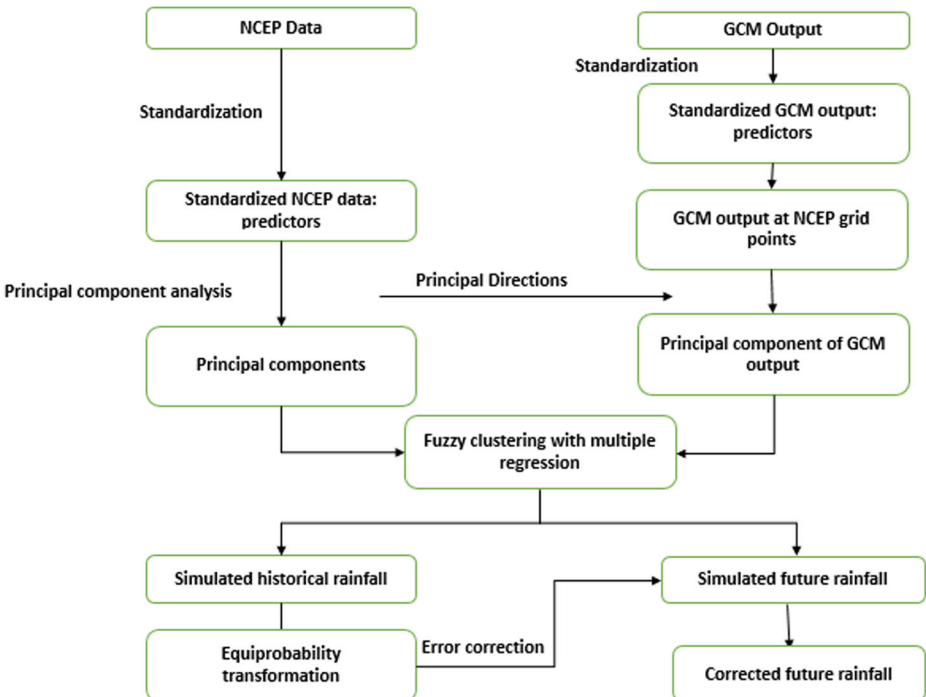 NCEP Data
GCM Output
Standardization
Standardization
Standardized GCM output:
predictors
Standardized NCEP data:
predictors
GCM output at NCEP grid
points
Principal component analysis
Principal Directions
Principal components
Principal component of GCM
output
Fuzzy clustering with multiple
regression
Simulated historical rainfall
Simulated future rainfall
Equiprobability
transformation
Error correction
Corrected future rainfall